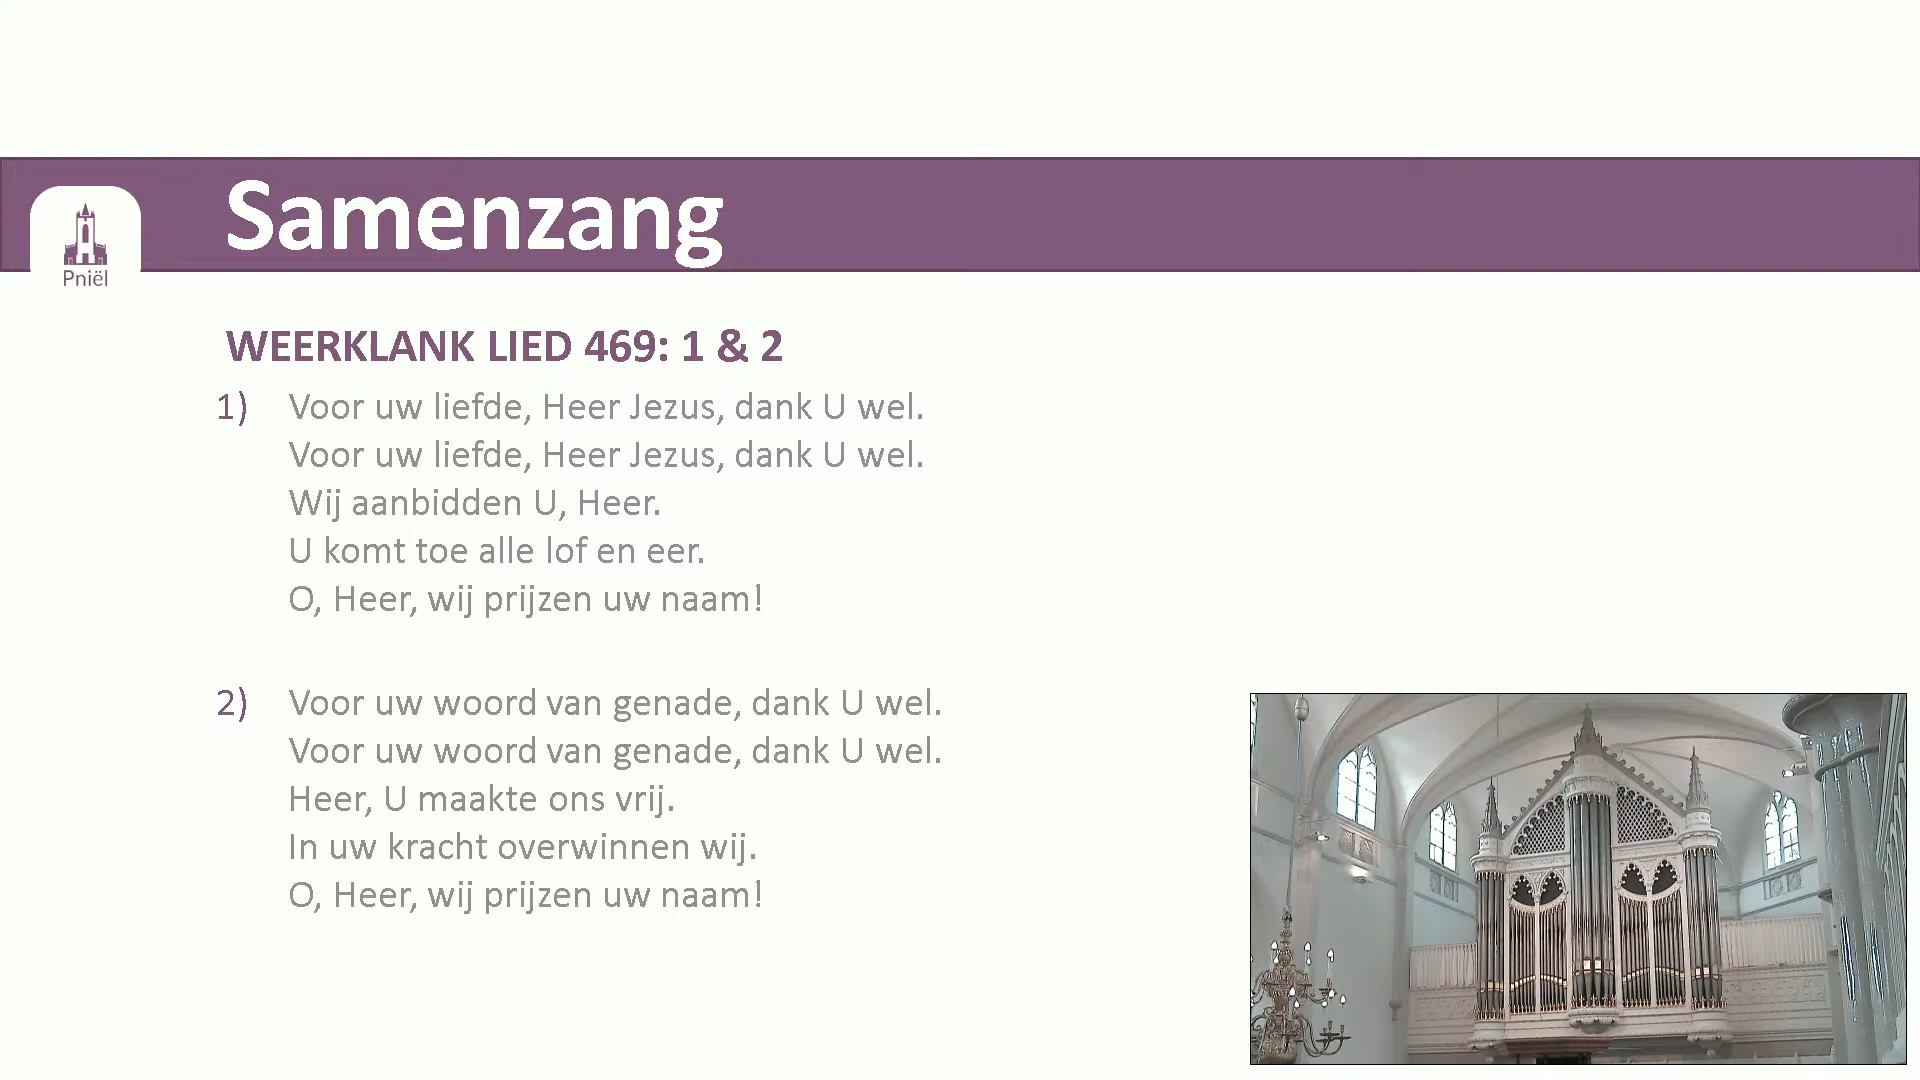 Samenzang
Pniël
WEERKLANK LIED 469: 1 & 2
1) Voor uw liefde, Heer Jezus, dank U wel.
Voor uw liefde, Heer Jezus, dank U wel.
Wij aanbidden U, Heer.
U komt toe alle lof en eer.
O, Heer, wij prijzen uw naam!
2) Voor uw woord van genade, dank U wel.
Voor uw woord van genade, dank U wel.
Heer, U maakte ons vrij.
In uw kracht overwinnen wij.
O, Heer, wij prijzen uw naam!